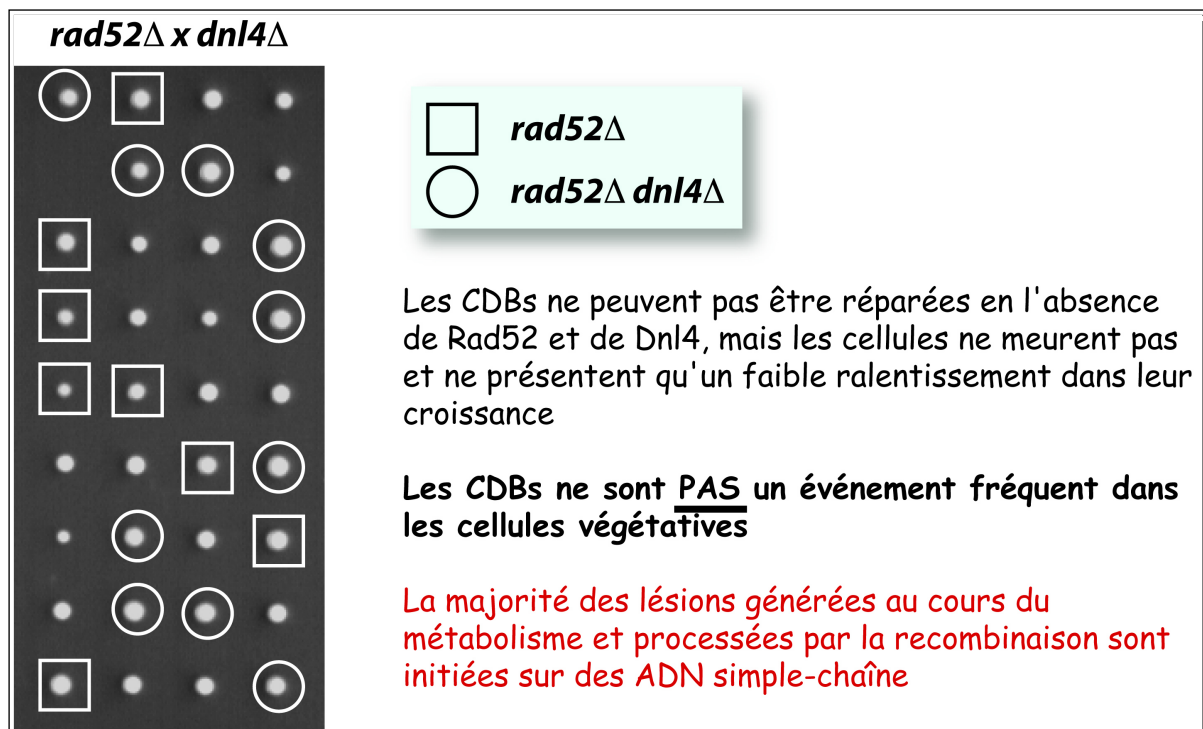 rad52Δ x dnl4Δ
rad52Δ
rad52Δ dnl4Δ
Les CDBs ne peuvent pas être réparées en l'absence
de Rad52 et de Dnl4, mais les cellules ne meurent pas
et ne présentent qu'un faible ralentissement dans leur
croissance
Les CDBs ne sont PAS un événement fréquent dans
les cellules végétatives
La majorité des lésions générées au cours du
métabolisme et processées par la recombinaison sont
initiées sur des ADN simple-chaîne